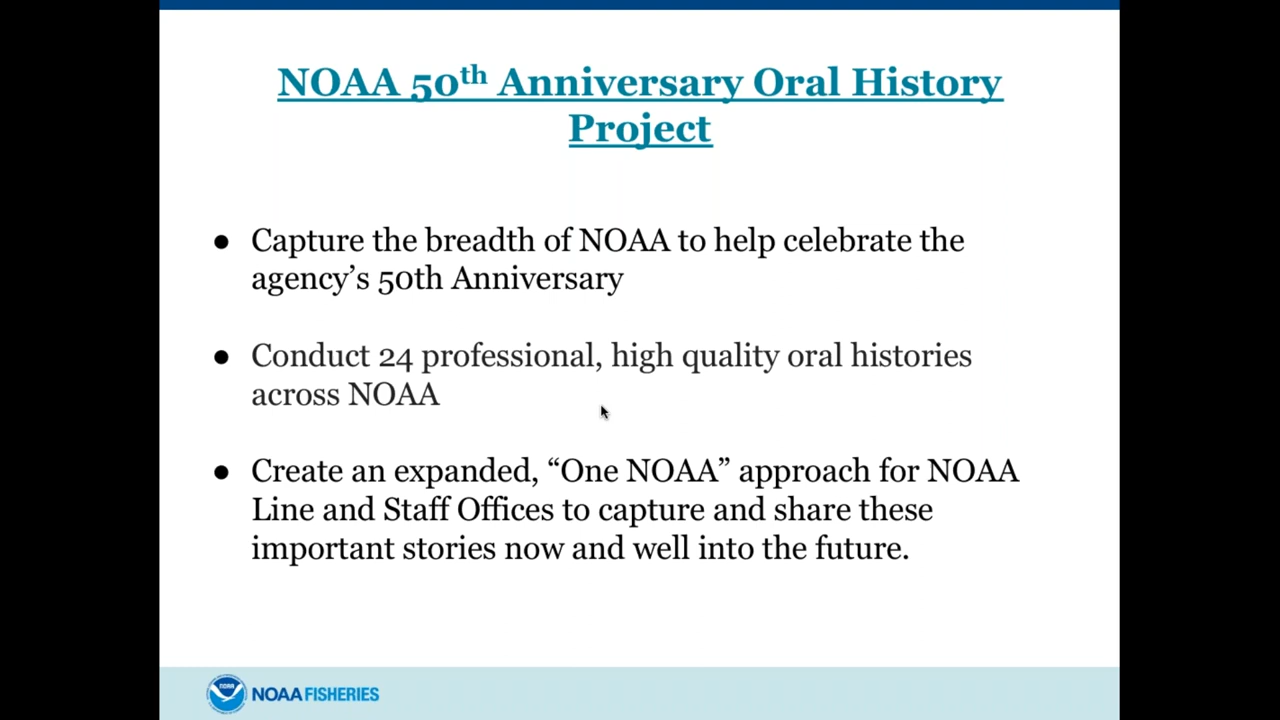 NOAA 50th Anniversary Oral History
Project
● Capture the breadth of NOAA to help celebrate the
agency’s 50th Anniversary
● Conduct 24 professional, high quality oral histories
across NOAA
● Create an expanded, “One NOAA” approach for NOAA
Line and Staff Offices to capture and share these
important stories now and well into the future.
NOAA
NOAA FISHERIES